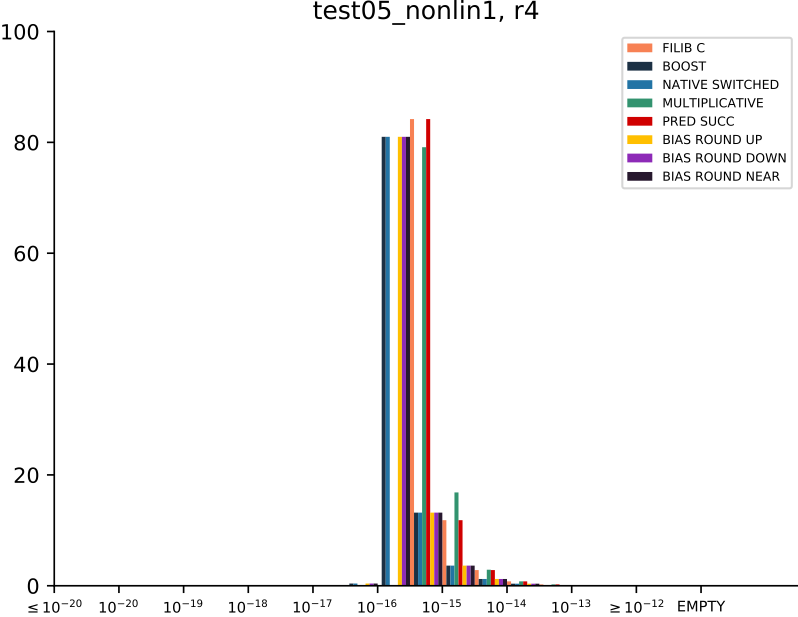 test05_nonlin1, r4
100
80
60
40
20
0
FILIB C
BOOST
NATIVE SWITCHED
MULTIPLICATIVE
PRED SUCC
BIAS ROUND UP
BIAS ROUND DOWN
BIAS ROUND NEAR
≤ 10⁻²⁰ 10⁻²⁰ 10⁻¹⁹ 10⁻¹⁸ 10⁻¹⁷ 10⁻¹⁶ 10⁻¹⁵ 10⁻¹⁴ 10⁻¹³ ≥ 10⁻¹² EMPTY